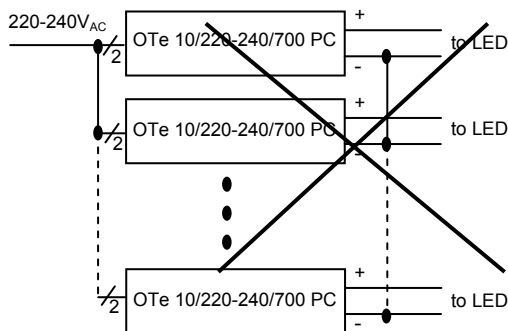 220-240VAC
2
OTe 10/220-240/700 PC
+
-
to LED
2
OTe 10/220-240/700 PC
+
-
to LED
2
OTe 10/220-240/700 PC
+
-
to LED